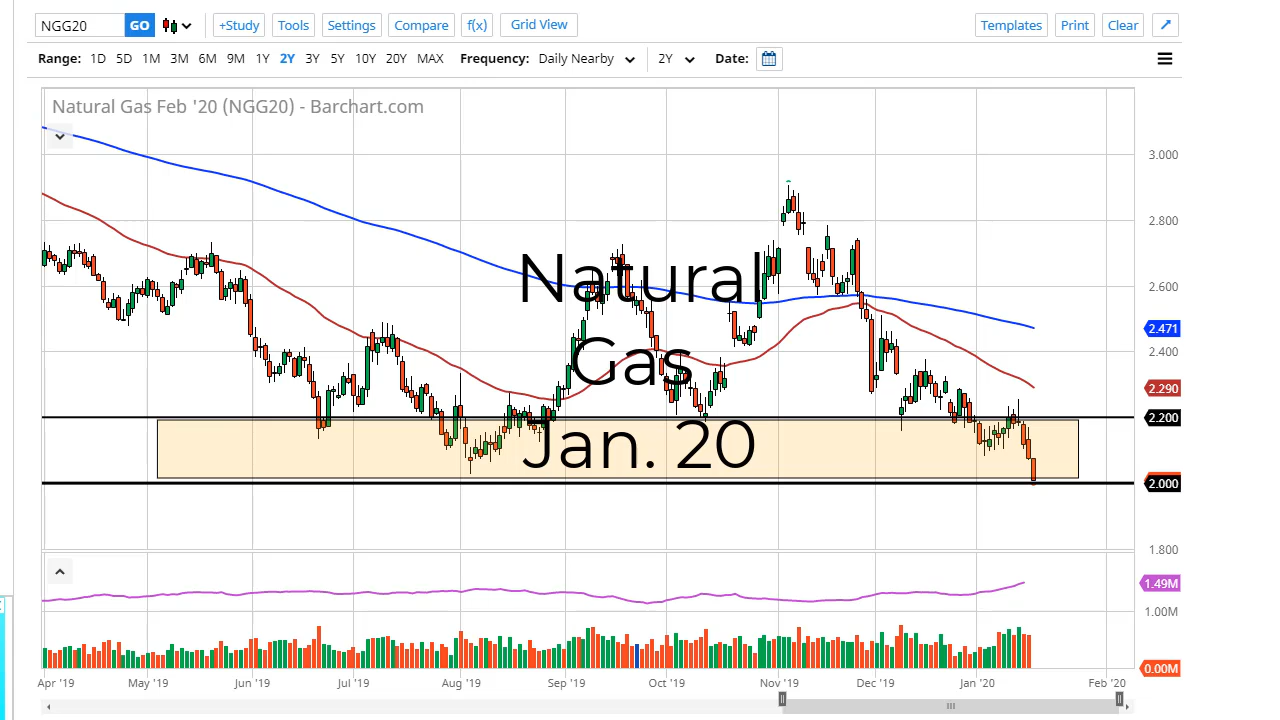 NGG20 GO +Study Tools Settings Compare f(x) Grid View Templates Print Clear
Range: 1D 5D 1M 3M 6M 9M 1Y 2Y 3Y 5Y 10Y 20Y MAX Frequency: Daily Nearby 2Y Date:
Natural Gas Feb '20 (NGG20) - Barchart.com
3.000
2.800
2.600
2.471
2.400
2.290
2.200
2.000
1.800
Natural
Gas
Jan. 20
1.49M
1.00M
0.00M
Apr '19 May '19 Jun '19 Jul '19 Aug '19 Sep '19 Oct '19 Nov '19 Dec '19 Jan '20 Feb '20